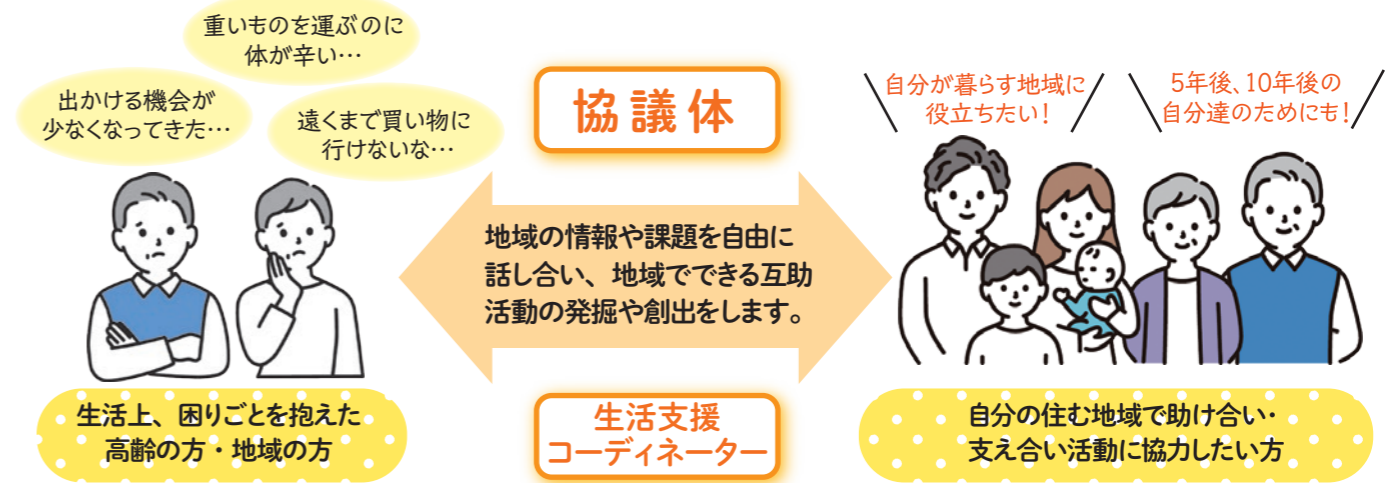 重いものを運ぶのに
体が辛い…
出かける機会が
少なくなってきた…
遠くまで買い物に
行けないな…
協議体
自分が暮らす地域に
役立ちたい！
5年後、10年後の
自分達のためにも！
地域の情報や課題を自由に
話し合い、地域でできる互助
活動の発掘や創出をします。
生活上、困りごとを抱えた
高齢の方・地域の方
生活支援
コーディネーター
自分の住む地域で助け合い・
支え合い活動に協力したい方